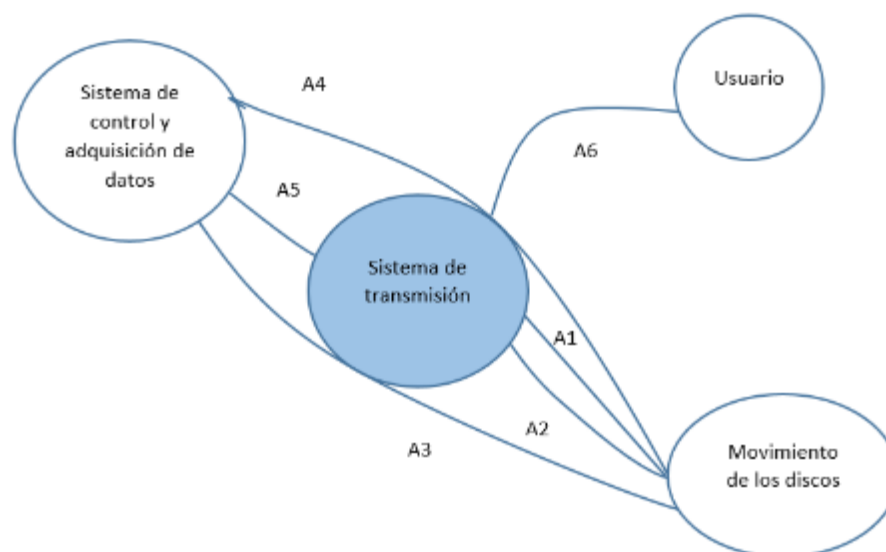 Sistema de
control y
adquisición de
datos
A4
Usuario
A6
A5
Sistema de
transmisión
A1
A2
A3
Movimiento
de los discos